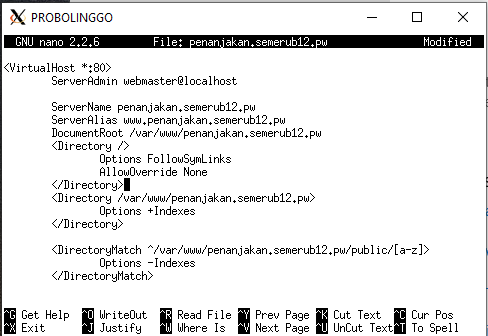 PROBOLINGGO
GNU nano 2.2.6 File: penanjakan.semerub12.pw Modified
<VirtualHost *:80>
ServerAdmin webmaster@localhost
ServerName penanjakan.semerub12.pw
ServerAlias www.penanjakan.semerub12.pw
DocumentRoot /var/www/penanjakan.semerub12.pw
<Directory />
Options FollowSymLinks
AllowOverride None
</Directory>
<Directory /var/www/penanjakan.semerub12.pw>
Options +Indexes
</Directory>
<DirectoryMatch ^/var/www/penanjakan.semerub12.pw/public/[a-z]>
Options -Indexes
</DirectoryMatch>
^G Get Help ^O WriteOut ^R Read File ^Y Prev Page ^K Cut Text ^C Cur Pos
^X Exit ^J Justify ^W Where Is ^V Next Page ^U UnCut Text ^T To Spell